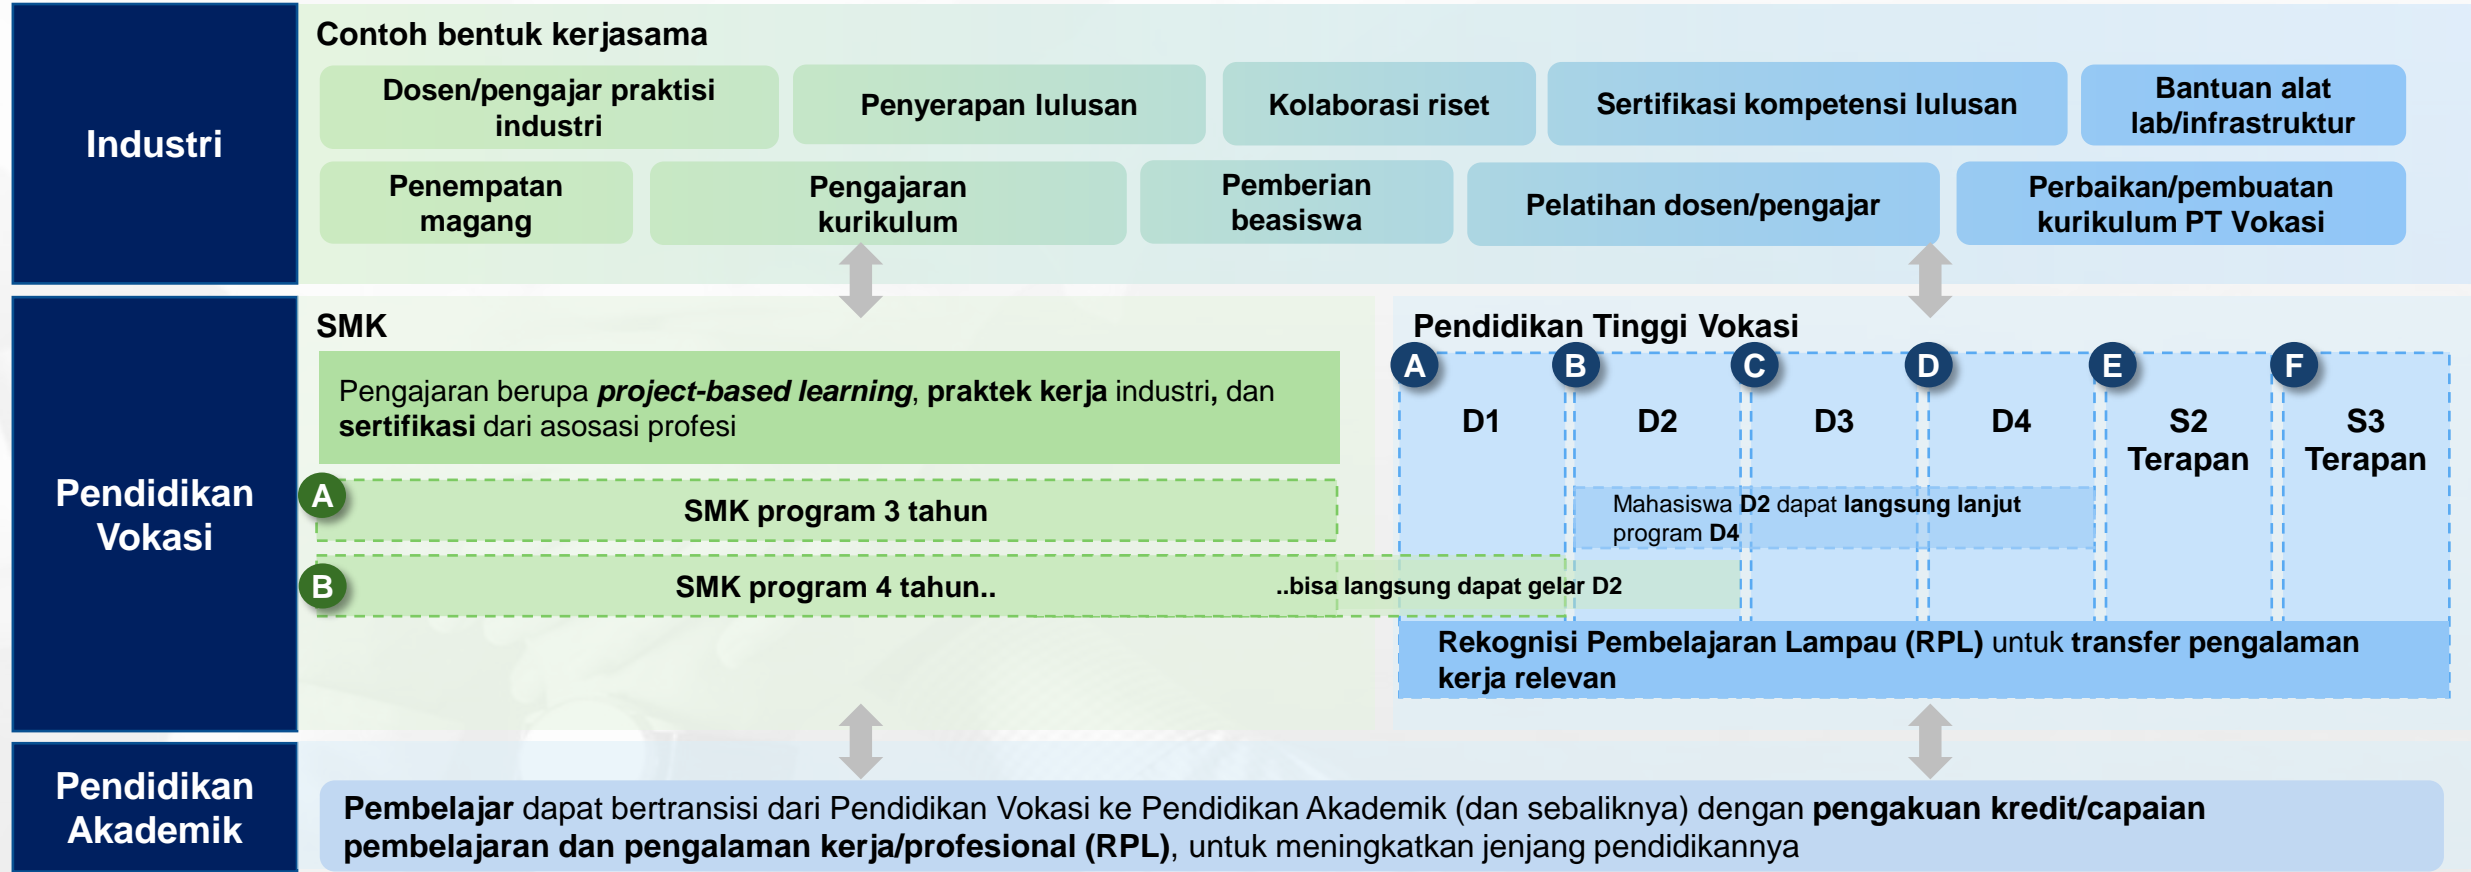 Industri
Contoh bentuk kerjasama
Dosen/pengajar praktisi
industri
Penyerapan lulusan
Kolaborasi riset
Sertifikasi kompetensi lulusan
Bantuan alat
lab/infrastruktur
Penempatan
magang
Pengajaran
kurikulum
Pemberian
beasiswa
Pelatihan dosen/pengajar
Perbaikan/pembuatan
kurikulum PT Vokasi
Pendidikan
Vokasi
SMK
Pengajaran berupa project-based learning, praktek kerja industri, dan
sertifikasi dari asosasi profesi
A
SMK program 3 tahun
B
SMK program 4 tahun..
..bisa langsung dapat gelar D2
Pendidikan Tinggi Vokasi
A
B
C
D
E
F
D1
D2
D3
D4
S2
Terapan
S3
Terapan
Mahasiswa D2 dapat langsung lanjut
program D4
Rekognisi Pembelajaran Lampau (RPL) untuk transfer pengalaman
kerja relevan
Pendidikan
Akademik
Pembelajar dapat bertransisi dari Pendidikan Vokasi ke Pendidikan Akademik (dan sebaliknya) dengan pengakuan kredit/capaian
pembelajaran dan pengalaman kerja/profesional (RPL), untuk meningkatkan jenjang pendidikannya